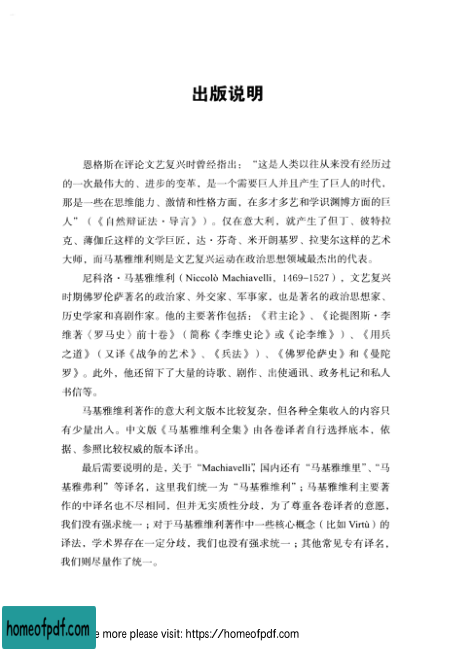 出版说明
恩格斯在评论文艺复兴时曾经指出：“这是人类以往从来没有经历过
的一次最伟大的、进步的变革，是一个需要巨人并且产生了巨人的时代，
那是一些在思维能力、激情和性格方面，在多才多艺和学识渊博方面的巨
人”（《自然辩证法·导言》）。仅在意大利，就产生了但丁、彼特拉
克、薄伽丘这样的文学巨匠，达·芬奇、米开朗基罗、拉斐尔这样的艺术
大师，而马基雅维利则是文艺复兴运动在政治思想领域最杰出的代表。
尼科洛·马基雅维利（Niccolò Machiavelli，1469-1527），文艺复兴
时期佛罗伦萨著名的政治家、外交家、军事家，也是著名的政治思想家、
历史学家和喜剧作家。他的主要著作包括：《君主论》、《论提图斯·李
维著〈罗马史〉前十卷》（简称《李维史论》或《论李维》）、《用兵
之道》（又译《战争的艺术》、《兵法》）、《佛罗伦萨史》和《曼陀
罗》。此外，他还留下了大量的诗歌、剧作、出使通讯、政务札记和私人
书信等。
马基雅维利著作的意大利文版本比较复杂，但各种全集收入的内容只
有少量出入。中文版《马基雅维利全集》由各卷译者自行选择底本，依
据、参照比较权威的版本译出。
最后需要说明的是，关于“Machiavelli”，国内还有“马基雅维里”、“马
基雅弗利”等译名，这里我们统一为“马基雅维利”；马基雅维利主要著
作的中译名也不尽相同，但并无实质性分歧，为了尊重各卷译者的意愿，
我们没有强求统一；对于马基雅维利著作中一些核心概念（比如Virtù）的
译法，学术界存在一定分歧，我们也没有强求统一；其他常见专有译名，
我们则尽量作了统一。
homeofpdf.com
e more please visit: https://homeofpdf.com